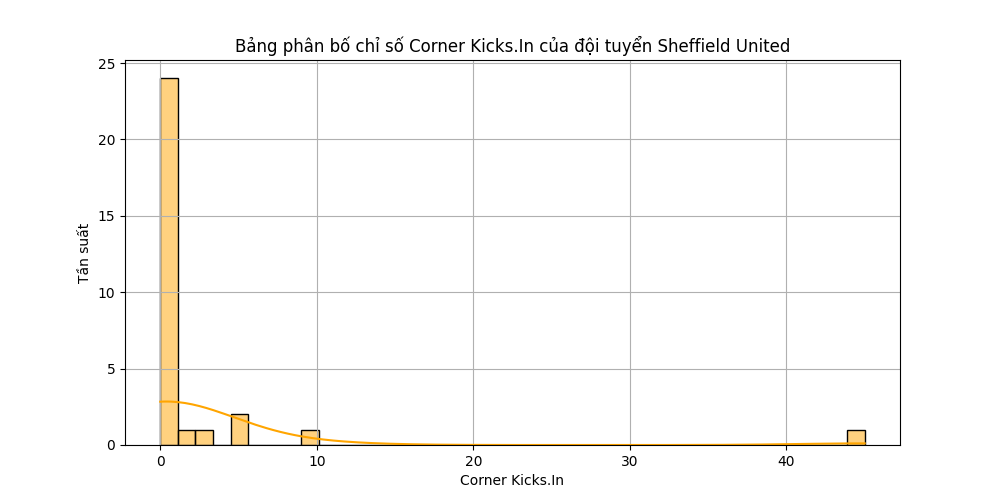 Bảng phân bố chỉ số Corner Kicks.In của đội tuyển Sheffield United
25
20
15
10
5
0
Tần suất
0 10 20 30 40
Corner Kicks.In